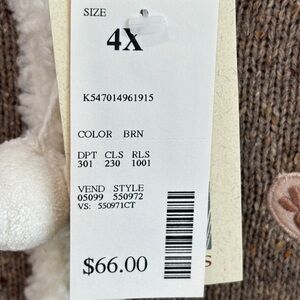 SIZE
4X
K547014961915
COLOR BRN
DPT CLS RLS
301 230 1001
VEND STYLE
05099 550972
VS: 550971CT
$66.00
S